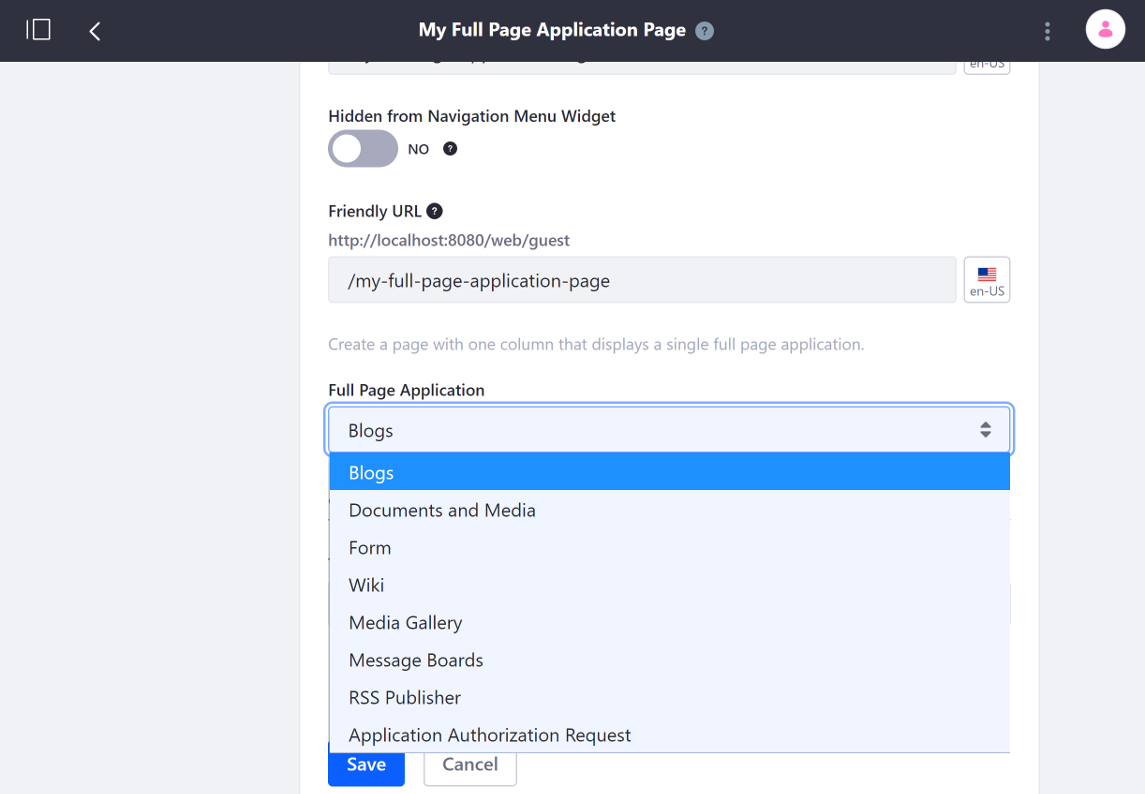 My Full Page Application Page ?
en-US
Hidden from Navigation Menu Widget
NO ?
Friendly URL ?
http://localhost:8080/web/guest
/my-full-page-application-page
en-US
Create a page with one column that displays a single full page application.
Full Page Application
Blogs
Blogs
Documents and Media
Form
Wiki
Media Gallery
Message Boards
RSS Publisher
Application Authorization Request
Save Cancel